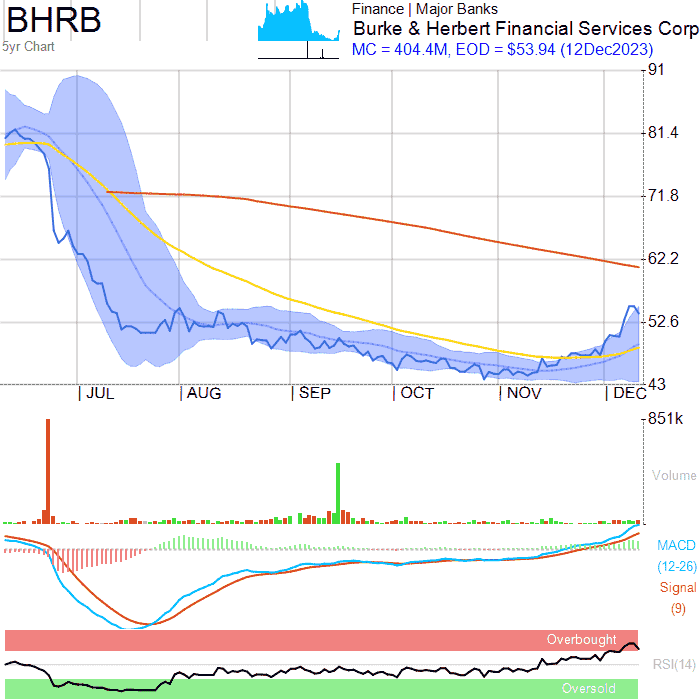 BHRB
5yr Chart
Finance | Major Banks
Burke & Herbert Financial Services Corp
MC = 404.4M, EOD = $53.94 (12Dec2023)
91
81.4
71.8
62.2
52.6
43
JUL AUG SEP OCT NOV DEC
851k
Volume
MACD
(12-26)
Signal
(9)
Overbought
RSI(14)
Oversold